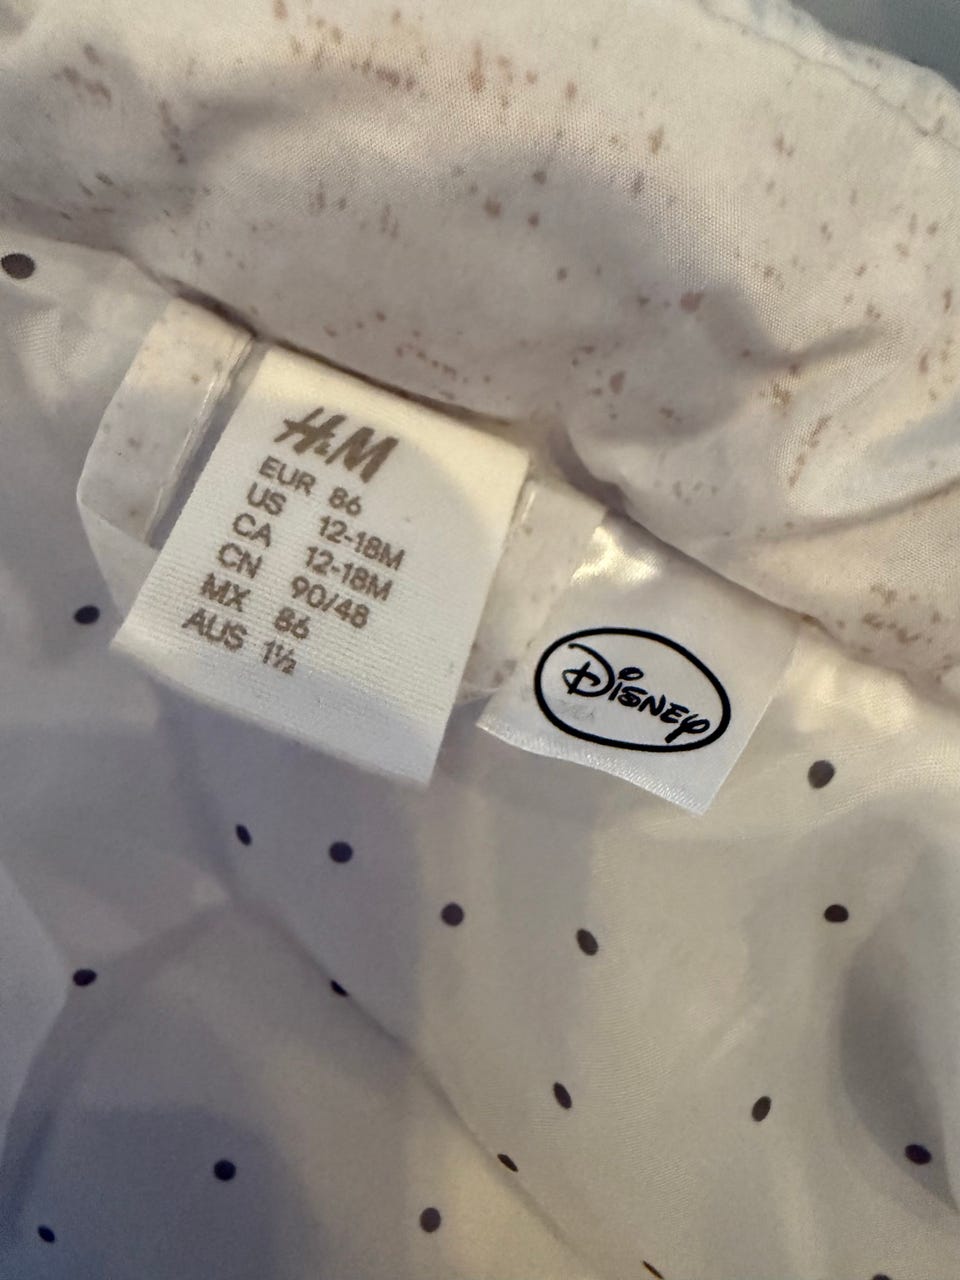 H&M
EUR 86
US 12-18M
CA 12-18M
CN 90/48
MX 86
AUS 1½
Disney